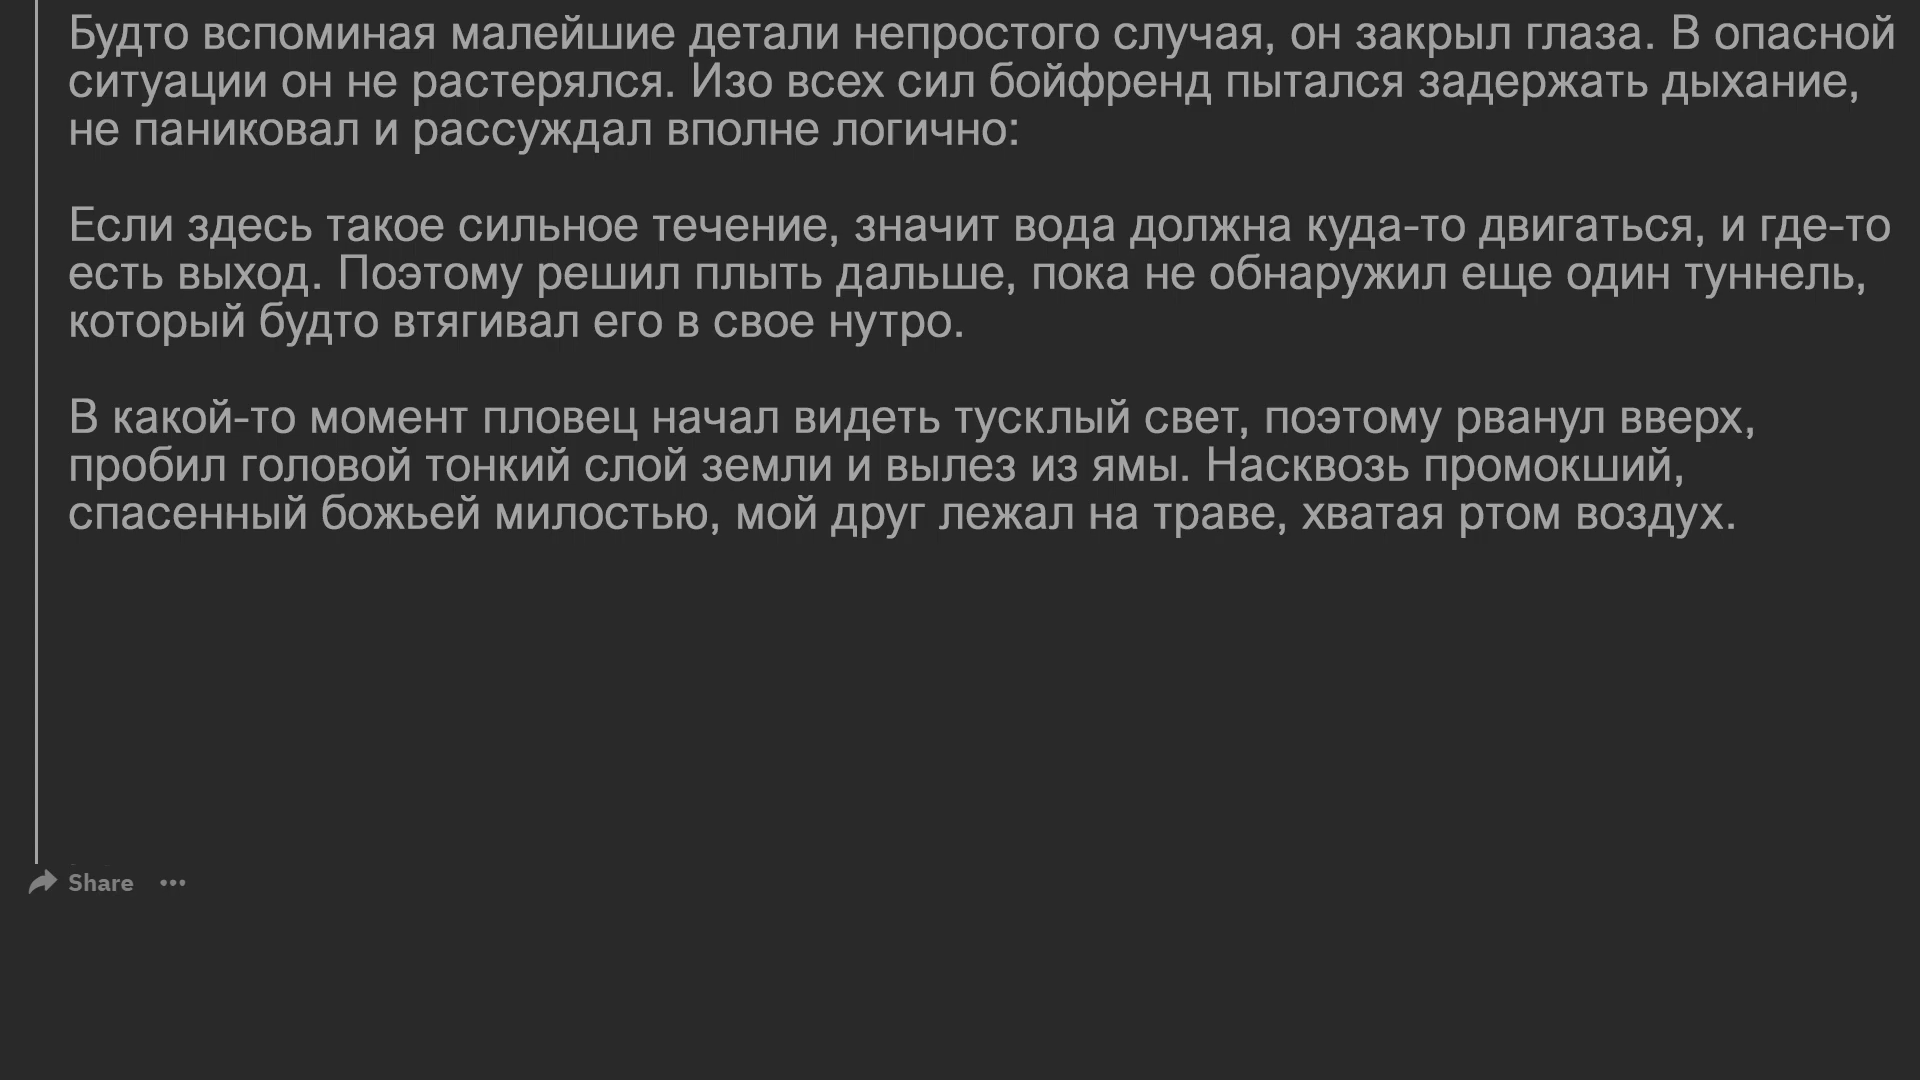 Будто вспоминая малейшие детали непростого случая, он закрыл глаза. В опасной
ситуации он не растерялся. Изо всех сил бойфренд пытался задержать дыхание,
не паниковал и рассуждал вполне логично:
Если здесь такое сильное течение, значит вода должна куда-то двигаться, и где-то
есть выход. Поэтому решил плыть дальше, пока не обнаружил еще один туннель,
который будто втягивал его в свое нутро.
В какой-то момент пловец начал видеть тусклый свет, поэтому рванул вверх,
пробил головой тонкий слой земли и вылез из ямы. Насквозь промокший,
спасенный божьей милостью, мой друг лежал на траве, хватая ртом воздух.
Share